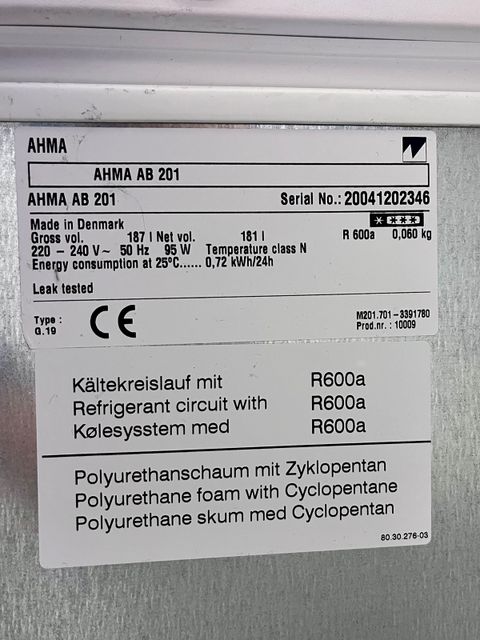 AHMA
AHMA AB 201
AHMA AB 201 Serial No.: 20041202346
Made in Denmark
Gross vol. 187 l Net vol. 181 l R 600a 0,060 kg
220 – 240 V~ 50 Hz 95 W Temperature class N
Energy consumption at 25°C...... 0,72 kWh/24h
Leak tested
Type :
G.19
CE
M201.701-3391780
Prod.nr.: 10009
Kältekreislauf mit R600a
Refrigerant circuit with R600a
Kølesysstem med R600a
Polyurethanschaum mit Zyklopentan
Polyurethane foam with Cyclopentane
Polyurethane skum med Cyclopentan
80.30.276-03